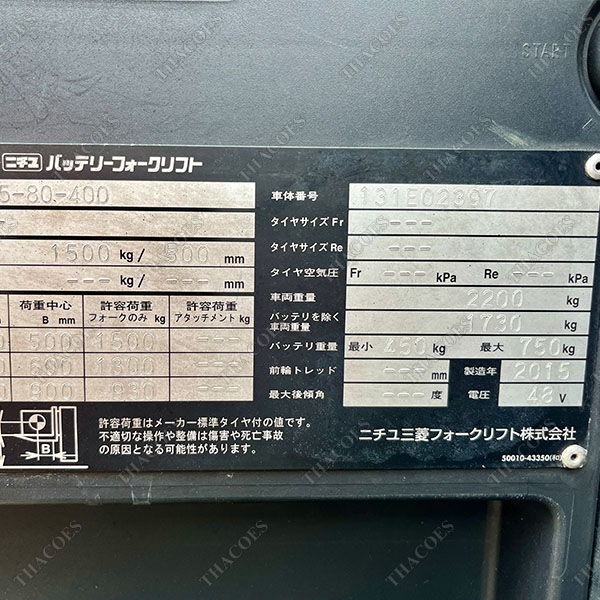 START
ニチユ バッテリーフォークリフト
5-80-400
1500 kg/ 500 mm
--- kg/ --- mm
荷重中心 許容荷重 許容荷重
B mm フォークのみ kg アタッチメント kg
500 1500 ---
600 1300 ---
車体番号 131E02397
タイヤサイズ Fr ---
タイヤサイズ Re ---
タイヤ空気圧 Fr --- kPa Re --- kPa
車両重量 2200 kg
バッテリを除く車両重量 1730 kg
バッテリ重量 最小 450 kg 最大 750 kg
前輪トレッド --- mm 製造年 2015
最大後傾角 --- 度 電圧 48 V
B
許容荷重はメーカー標準タイヤ付の値です。
不適切な操作や整備は傷害や死亡事故
の原因となる可能性があります。
ニチユ三菱フォークリフト株式会社
50010-43350(和)
THACOES